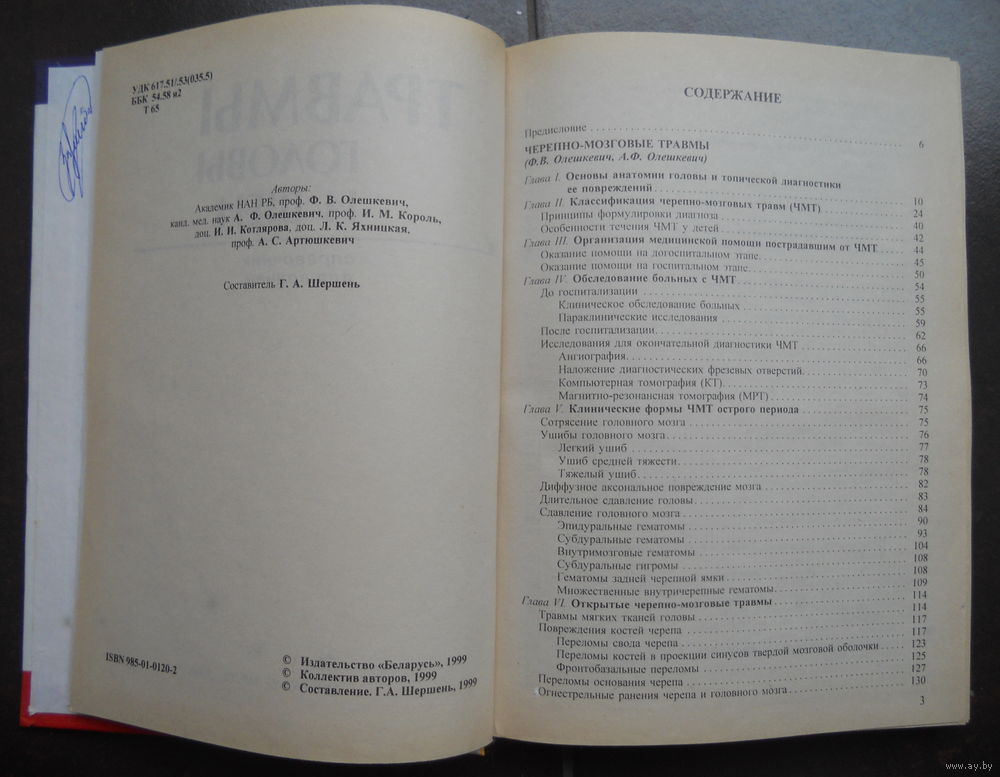 УДК 617.51/.53(035.5)
ББК 54.58 я2
Т 65
Авторы:
Академик НАН РБ, проф. Ф. В. Олешкевич,
канд. мед. наук А. Ф. Олешкевич, проф. И. М. Король,
доц. И. И. Котлярова, доц. Л. К. Яхницкая,
проф. А. С. Артюшкевич
Составитель Г. А. Шершень
ISBN 985-01-0120-2
© Издательство «Беларусь», 1999
© Коллектив авторов, 1999
© Составление. Г.А. Шершень, 1999
СОДЕРЖАНИЕ
Предисловие 6
ЧЕРЕПНО-МОЗГОВЫЕ ТРАВМЫ
(Ф.В. Олешкевич, А.Ф. Олешкевич)
Глава I. Основы анатомии головы и топической диагностики
ее повреждений 10
Глава II. Классификация черепно-мозговых травм (ЧМТ) 24
Принципы формулировки диагноза 40
Особенности течения ЧМТ у детей 42
Глава III. Организация медицинской помощи пострадавшим от ЧМТ 44
Оказание помощи на догоспитальном этапе 45
Оказание помощи на госпитальном этапе 50
Глава IV. Обследование больных с ЧМТ 54
До госпитализации 55
Клиническое обследование больных 55
Параклинические исследования 59
После госпитализации 62
Исследования для окончательной диагностики ЧМТ 66
Ангиография 66
Наложение диагностических фрезевых отверстий 70
Компьютерная томография (КТ) 73
Магнитно-резонансная томография (МРТ) 74
Глава V. Клинические формы ЧМТ острого периода 75
Сотрясение головного мозга 75
Ушибы головного мозга 76
Легкий ушиб 77
Ушиб средней тяжести 78
Тяжелый ушиб 78
Диффузное аксональное повреждение мозга 82
Длительное сдавление головы 83
Сдавление головного мозга 84
Эпидуральные гематомы 90
Субдуральные гематомы 93
Внутримозговые гематомы 104
Субдуральные гигромы 108
Гематомы задней черепной ямки 108
Множественные внутричерепные гематомы 109
Глава VI. Открытые черепно-мозговые травмы 114
Травмы мягких тканей головы 114
Повреждения костей черепа 117
Переломы свода черепа 117
Переломы костей в проекции синусов твердой мозговой оболочки 123
Фронтобазальные переломы 125
Переломы основания черепа 127
Огнестрельные ранения черепа и головного мозга 130
3
www.ay.by